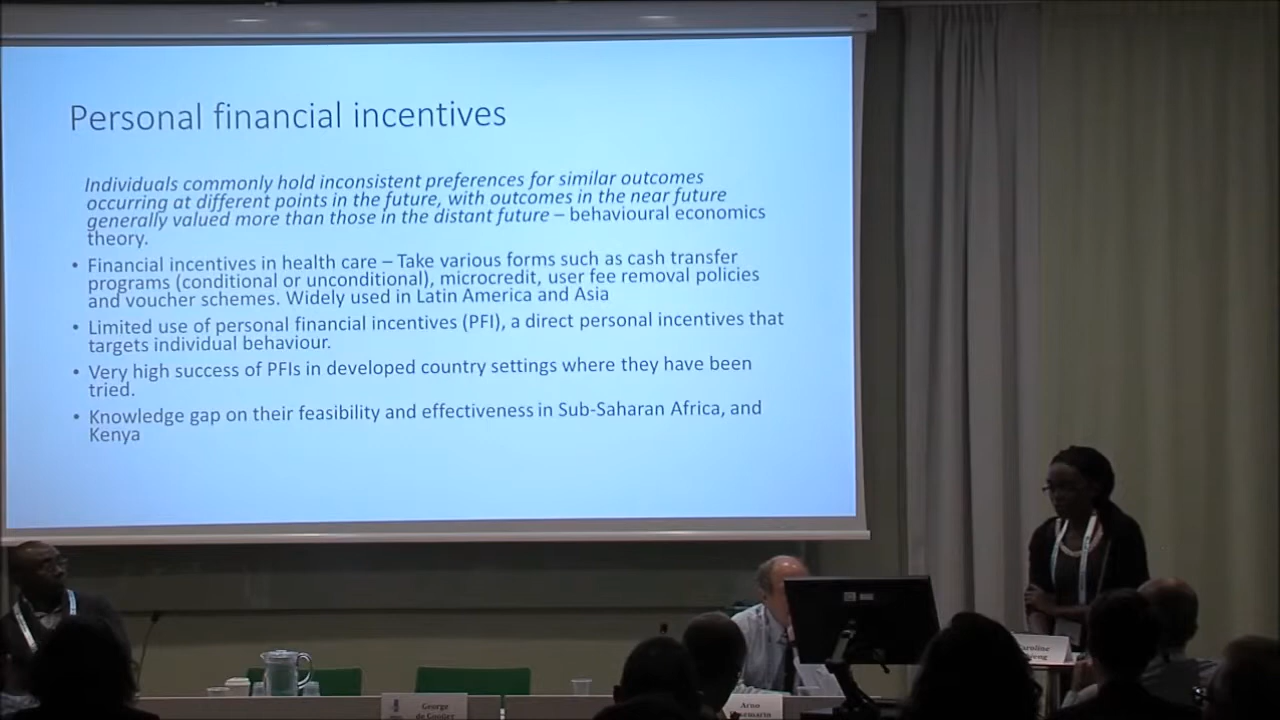 Personal financial incentives
Individuals commonly hold inconsistent preferences for similar outcomes
occurring at different points in the future, with outcomes in the near future
generally valued more than those in the distant future – behavioural economics
theory.
• Financial incentives in health care – Take various forms such as cash transfer
programs (conditional or unconditional), microcredit, user fee removal policies
and voucher schemes. Widely used in Latin America and Asia
• Limited use of personal financial incentives (PFI), a direct personal incentives that
targets individual behaviour.
• Very high success of PFIs in developed country settings where they have been
tried.
• Knowledge gap on their feasibility and effectiveness in Sub-Saharan Africa, and
Kenya
George
Arno